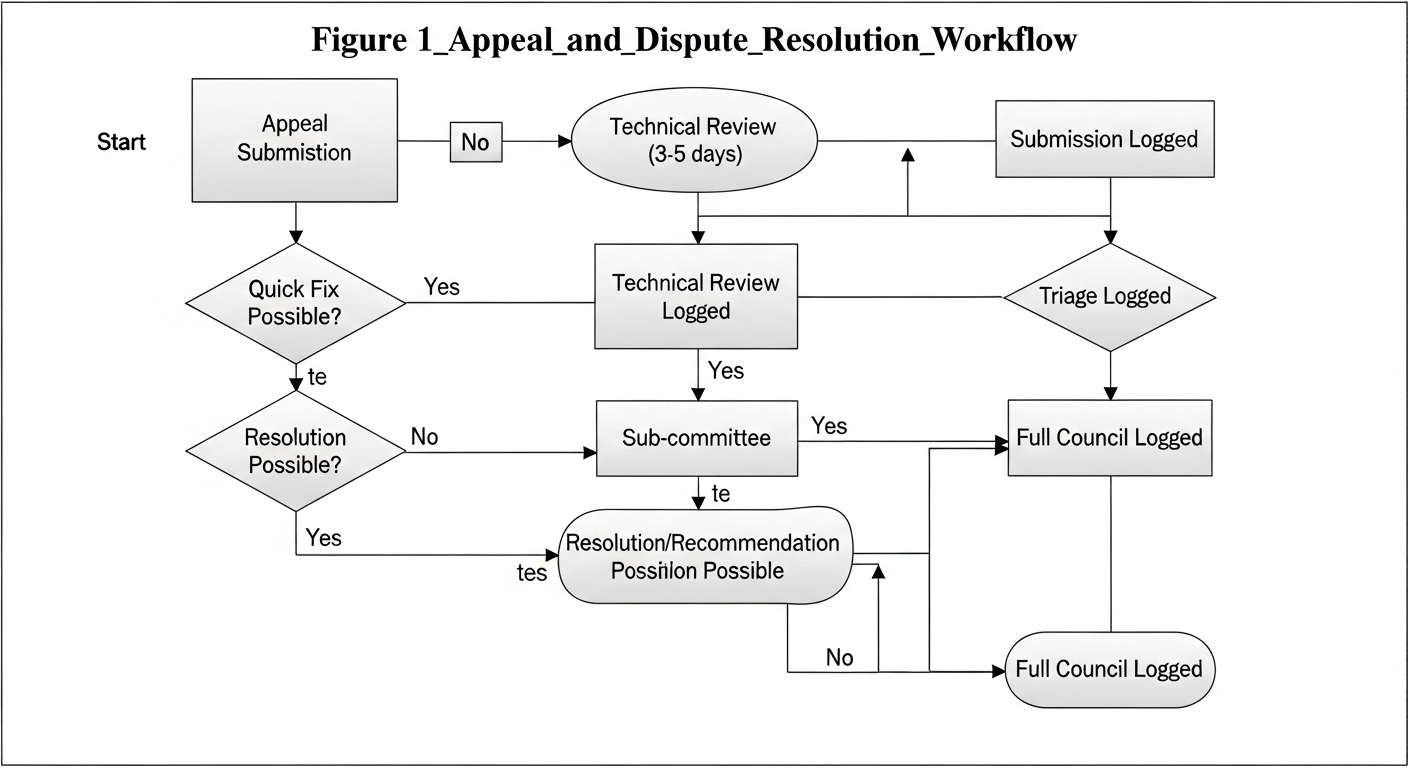 Figure 1_Appeal_and_Dispute_Resolution_Workflow
Start
Appeal
Submistion
No
Technical Review
(3-5 days)
Submission Logged
Quick Fix
Possible?
Yes
Technical Review
Logged
Triage Logged
te
Yes
Resolution
Possible?
No
Sub-committee
Yes
Full Council Logged
te
Yes
tes
Resolution/Recommendation
Possible
No
Full Council Logged